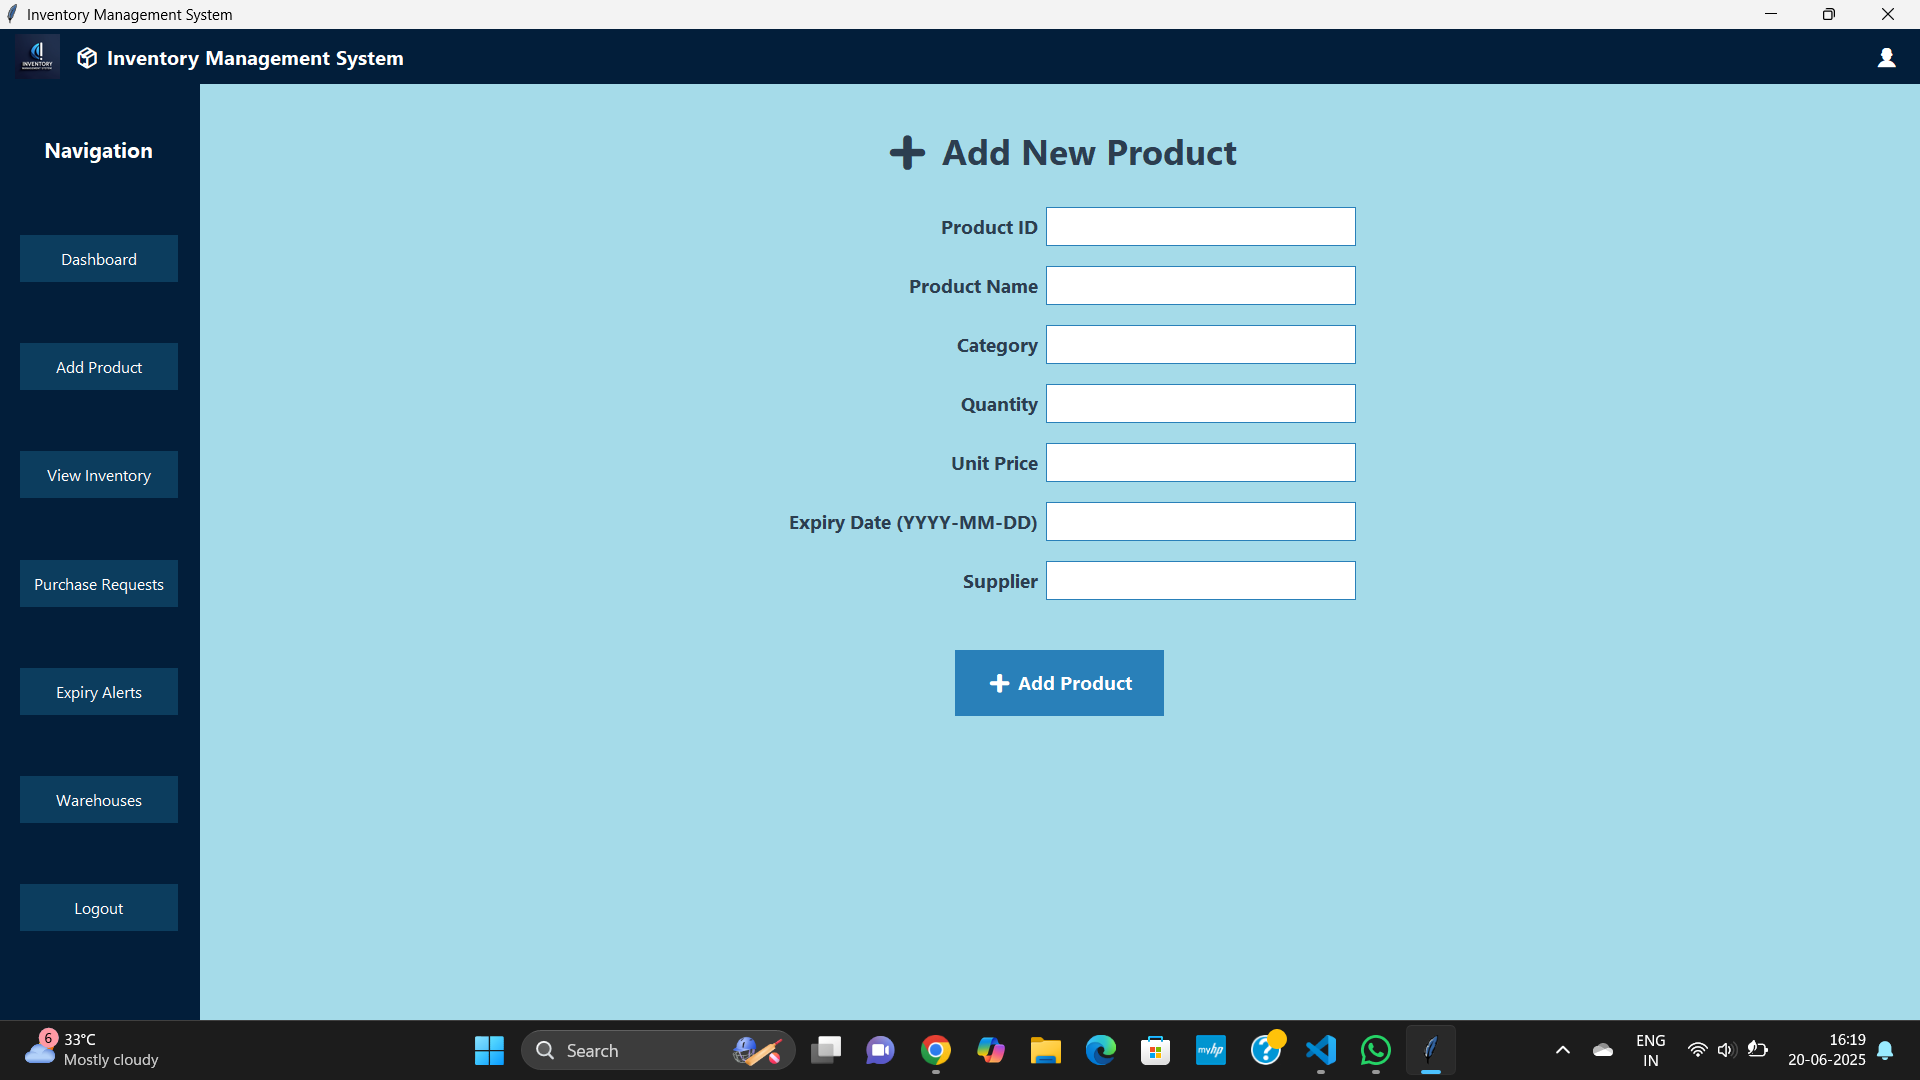 Inventory Management System
INVENTORY
Inventory Management System
Navigation
Dashboard
Add Product
View Inventory
Purchase Requests
Expiry Alerts
Warehouses
Logout
Add New Product
Product ID
Product Name
Category
Quantity
Unit Price
Expiry Date (YYYY-MM-DD)
Supplier
Add Product
6
33°C
Mostly cloudy
Search
myhp
ENG
IN
16:19
20-06-2025